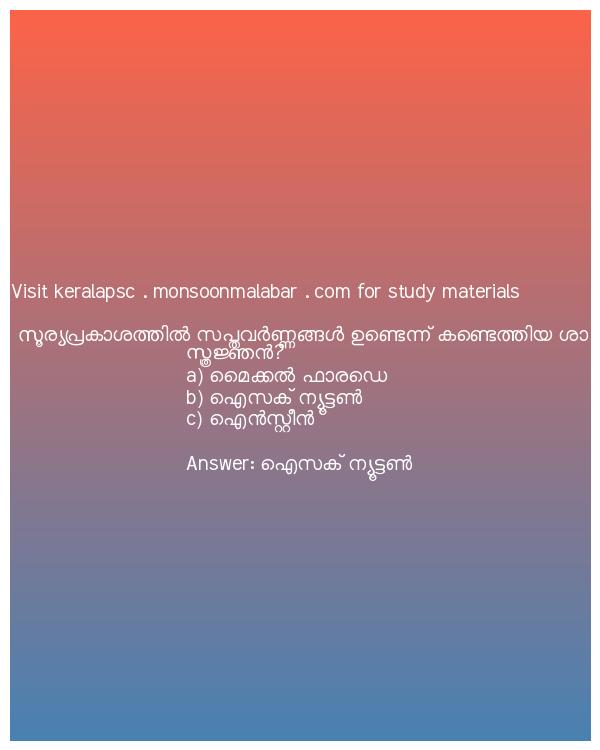 Visit keralapsc . monsoonmalabar . com for study materials
സൂര്യപ്രകാശത്തിൽ സപ്തവർണ്ണങ്ങൾ ഉണ്ടെന്ന് കണ്ടെത്തിയ ശാ
സ്ത്രജ്ഞൻ?
a) മൈക്കൽ ഫാരഡെ
b) ഐസക് ന്യൂട്ടൺ
c) ഐൻസ്റ്റീൻ
Answer: ഐസക് ന്യൂട്ടൺ